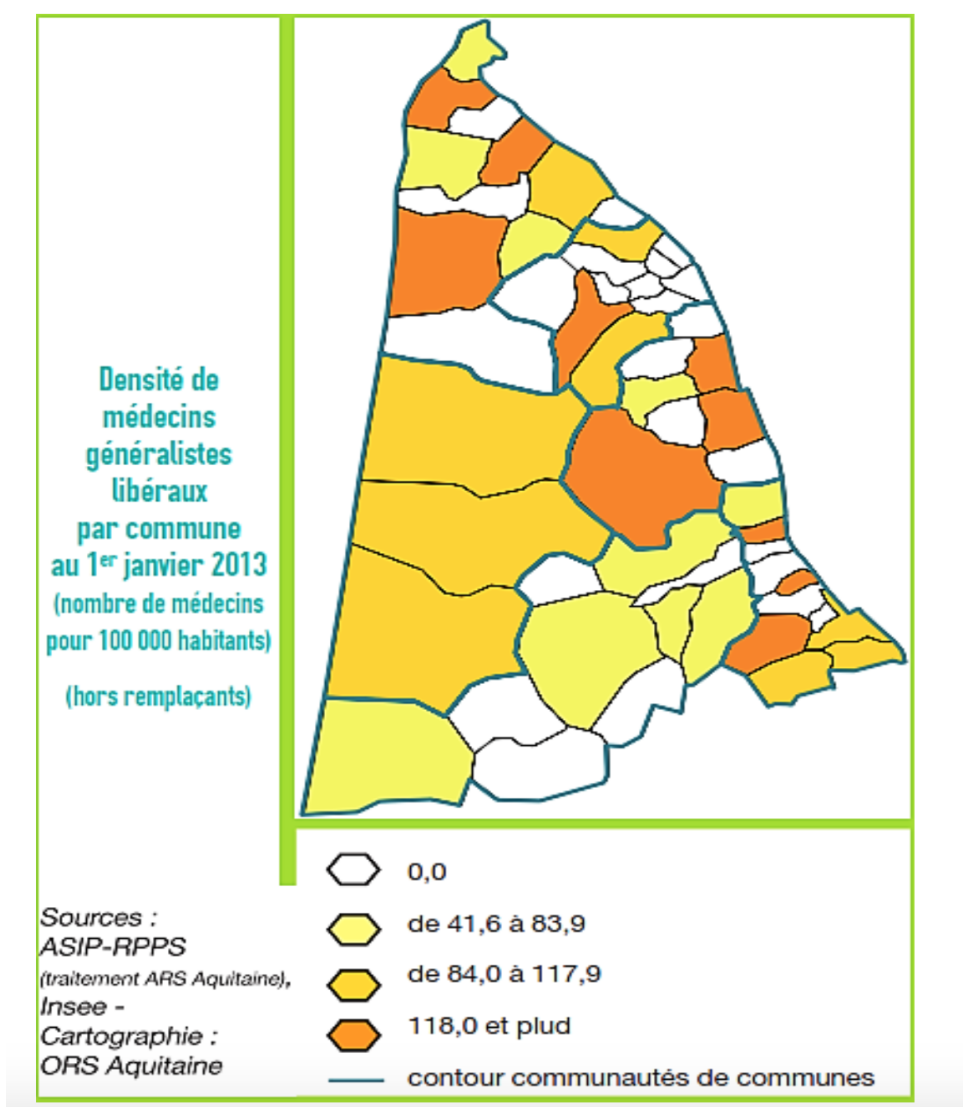 Densité de
médecins
généralistes
libéraux
par commune
au 1er janvier 2013
(nombre de médecins
pour 100 000 habitants)
(hors remplaçants)
Sources :
ASIP-RPPS
(traitement ARS Aquitaine),
Insee -
Cartographie :
ORS Aquitaine
0,0
de 41,6 à 83,9
de 84,0 à 117,9
118,0 et plud
contour communautés de communes